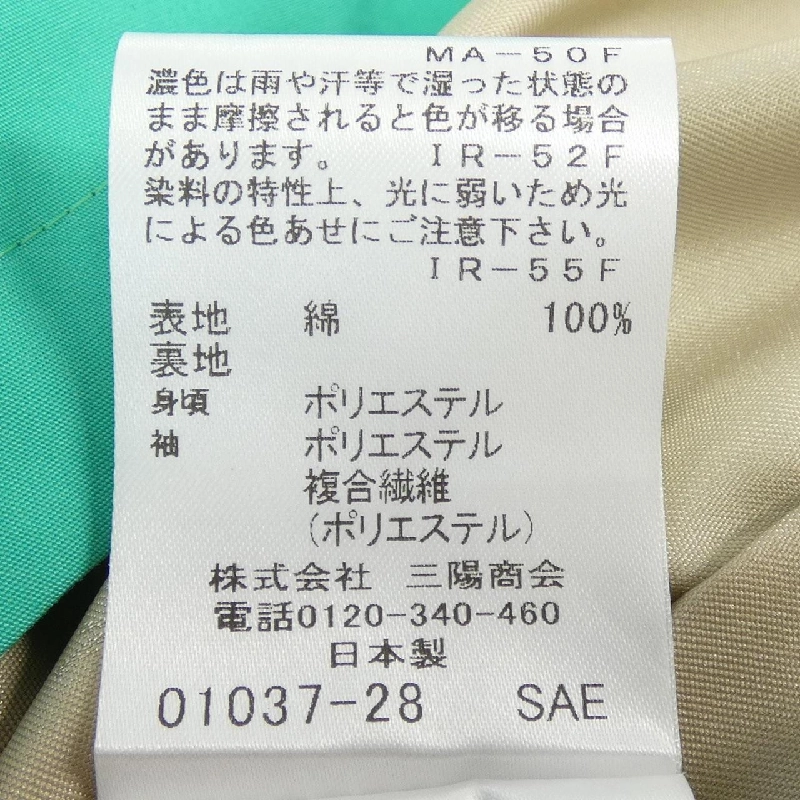 MA-50F
濃色は雨や汗等で湿った状態の
まま摩擦されると色が移る場合
があります。 IR-52F
染料の特性上、光に弱いため光
による色あせにご注意下さい。
IR-55F
表地 綿 100%
裏地
身頃 ポリエステル
袖 ポリエステル
複合繊維
(ポリエステル)
株式会社 三陽商会
電話0120-340-460
日本製
01037-28 SAE